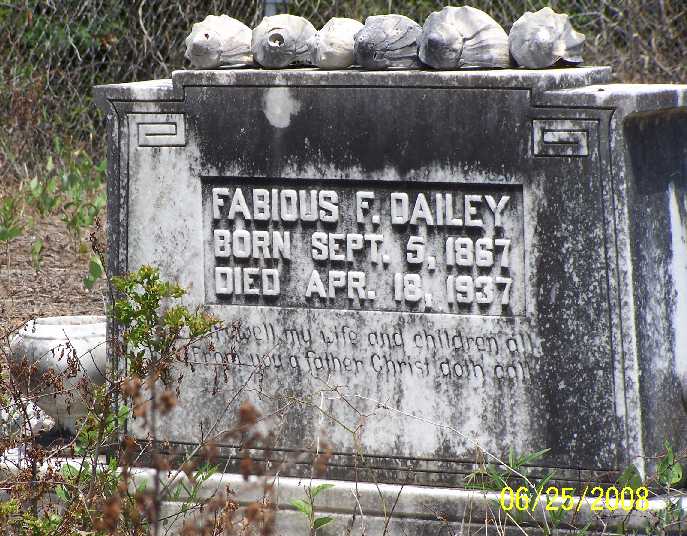 FABIOUS F. DAILEY
BORN SEPT. 5, 1867
DIED APR. 18, 1937
well my wife and children all
From you a father Christ doth call
06/25/2008